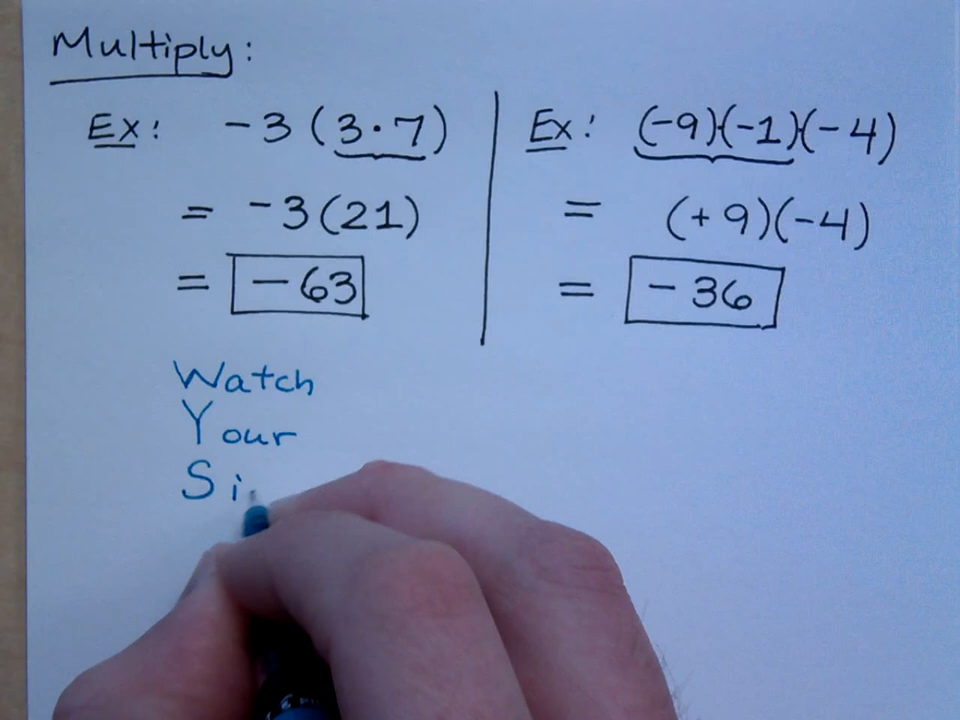 Multiply:
Ex: -3 (3·7)
= -3(21)
= -63
Ex: (-9)(-1)(-4)
= (+9)(-4)
= -36
Watch
Your
Si